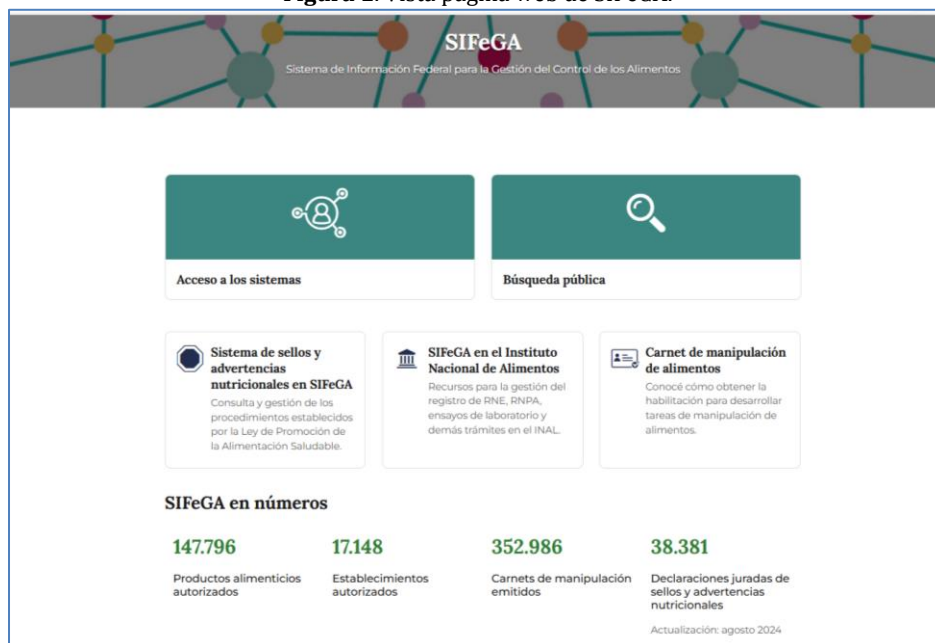 SIFeGA
Sistema de Información Federal para la Gestión del Control de los Alimentos
Acceso a los sistemas
Búsqueda pública
Sistema de sellos y
advertencias
nutricionales en SIFeGA
Consulta y gestión de los
procedimientos establecidos
por la Ley de Promoción de
la Alimentación Saludable.
SIFeGA en el Instituto
Nacional de Alimentos
Recursos para la gestión del
registro de RNE, RNPA,
ensayos de laboratorio y
demás trámites en el INAL.
Carnet de manipulación
de alimentos
Conocé cómo obtener la
habilitación para desarrollar
tareas de manipulación de
alimentos.
SIFeGA en números
147.796
Productos alimenticios
autorizados
17.148
Establecimientos
autorizados
352.986
Carnets de manipulación
emitidos
38.381
Declaraciones juradas de
sellos y advertencias
nutricionales
Actualización: agosto 2024